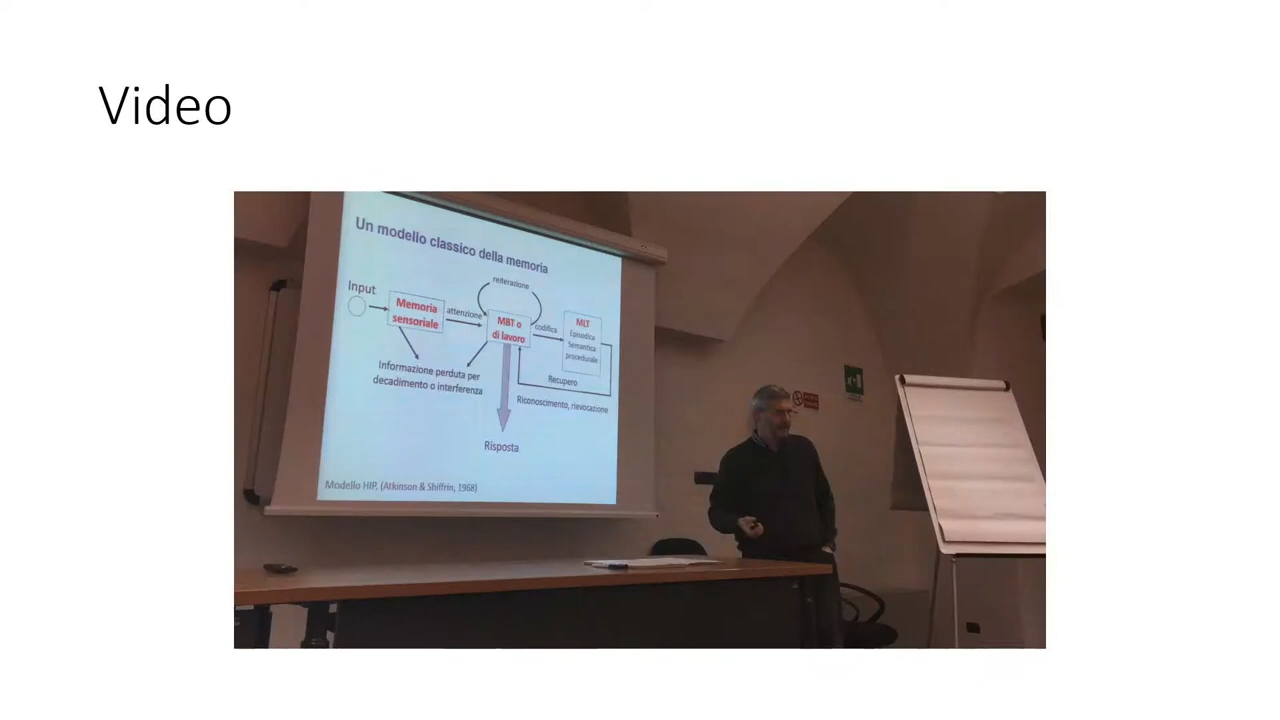 Video
Un modello classico della memoria
reiterazione
Input
Memoria
sensoriale
attenzione
MBT o
di lavoro
codifica
MLT
Episodica
Semantica
procedurale
Informazione perduta per
decadimento o interferenza
Recupero
Riconoscimento, rievocazione
Risposta
Modello HIP, (Atkinson & Shiffrin, 1968)